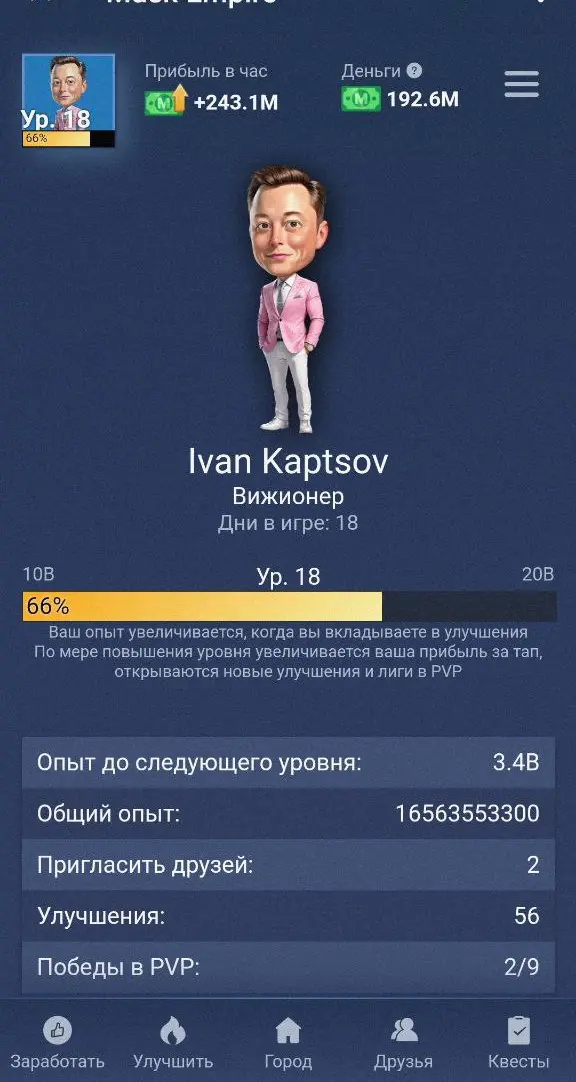 Musk Empire
Прибыль в час
+243.1M
Деньги ?
192.6M
Ур. 18
66%
Ivan Kaptsov
Вижионер
Дни в игре: 18
10B
Ур. 18
20B
66%
Ваш опыт увеличивается, когда вы вкладываете в улучшения
По мере повышения уровня увеличивается ваша прибыль за тап,
открываются новые улучшения и лиги в PVP
Опыт до следующего уровня: 3.4B
Общий опыт: 16563553300
Пригласить друзей: 2
Улучшения: 56
Победы в PVP: 2/9
Заработать Улучшить Город Друзья Квесты